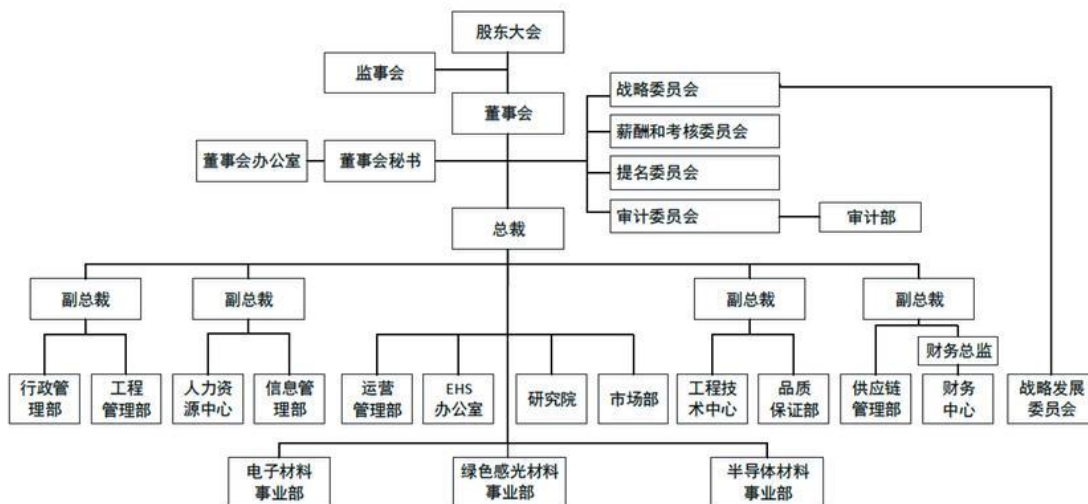 股东大会
监事会
董事会
战略委员会
薪酬和考核委员会
董事会办公室
董事会秘书
提名委员会
审计委员会
审计部
总裁
副总裁
副总裁
副总裁
副总裁
财务总监
行政管
理部
工程
管理部
人力资
源中心
信息管
理部
运营
管理部
EHS
办公室
研究院
市场部
工程技
术中心
品质
保证部
供应链
管理部
财务
中心
战略发展
委员会
电子材料
事业部
绿色感光材料
事业部
半导体材料
事业部